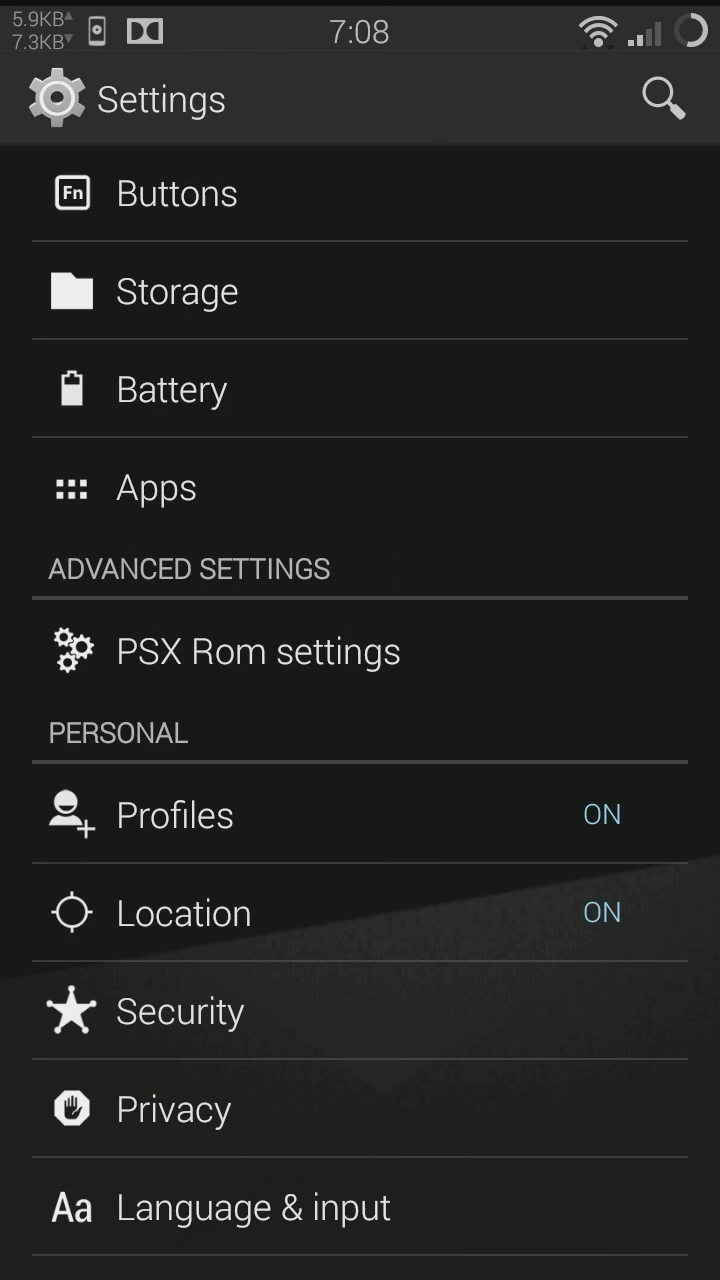 5.9KB
7.3KB
7:08
Settings
Fn Buttons
Storage
Battery
Apps
ADVANCED SETTINGS
PSX Rom settings
PERSONAL
Profiles ON
Location ON
Security
Privacy
Aa Language & input